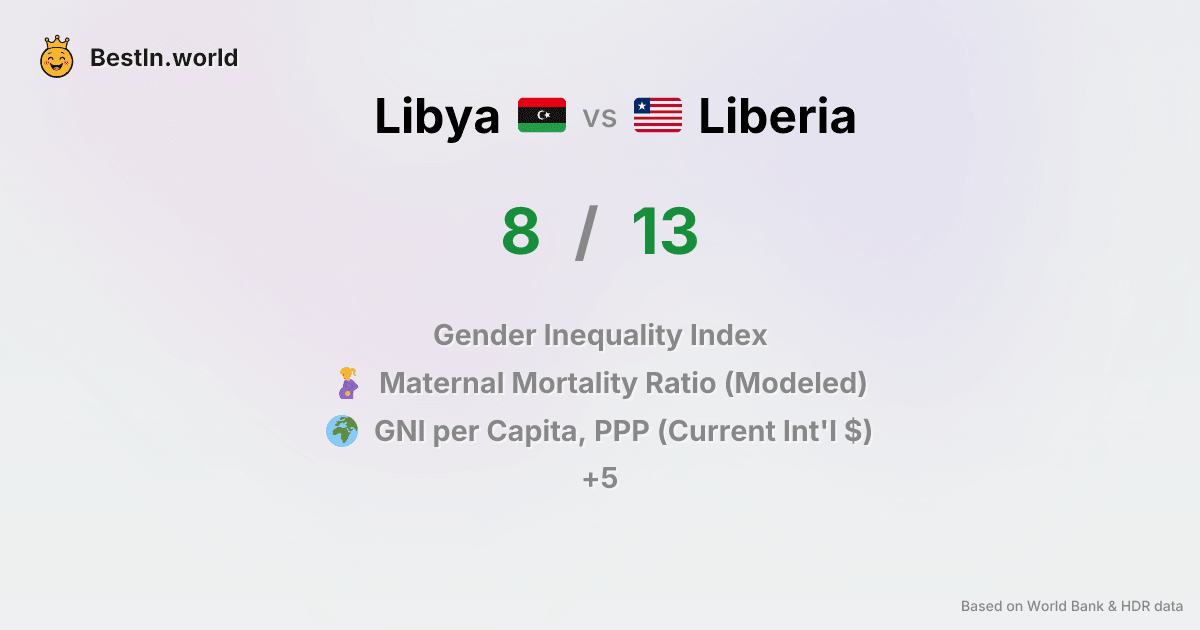 BestIn.world
Libya vs Liberia
8 / 13
Gender Inequality Index
Maternal Mortality Ratio (Modeled)
GNI per Capita, PPP (Current Int'l $)
+5
Based on World Bank & HDR data